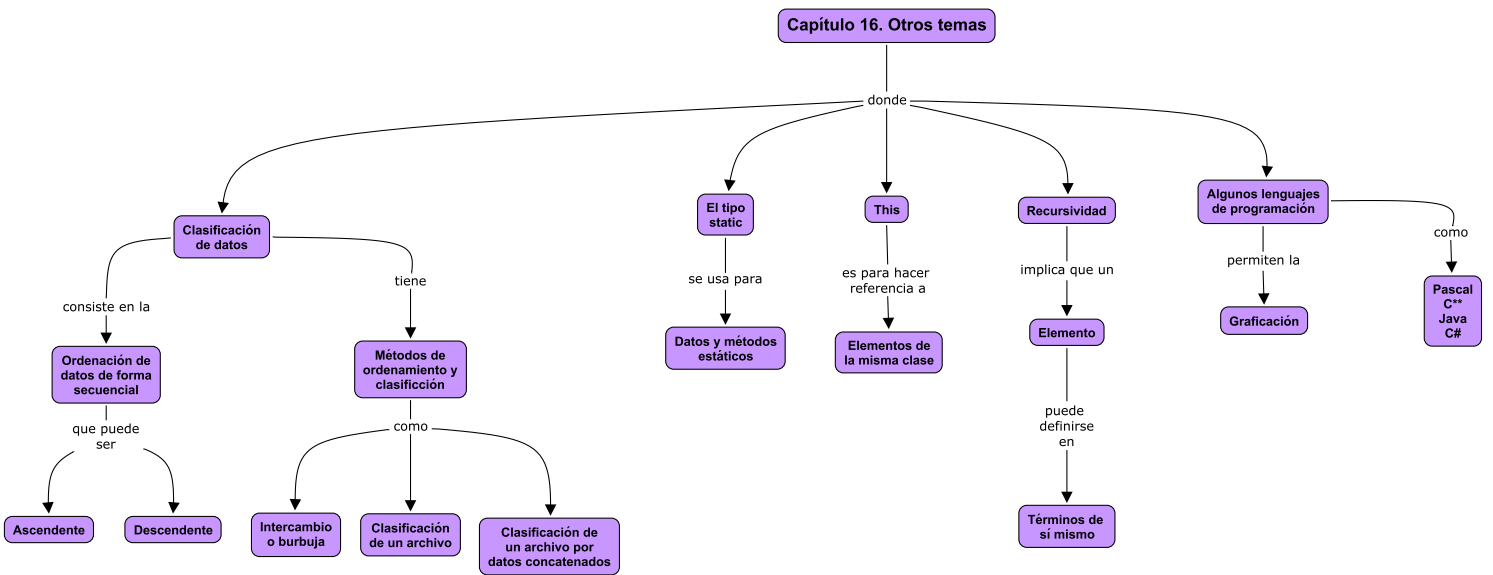 Capítulo 16. Otros temas
donde
Clasificación
de datos
consiste en la
Ordenación de
datos de forma
secuencial
que puede
ser
Ascendente
Descendente
tiene
Métodos de
ordenamiento y
clasificción
como
Intercambio
o burbuja
Clasificación
de un archivo
Clasificación de
un archivo por
datos concatenados
El tipo
static
se usa para
Datos y métodos
estáticos
This
es para hacer
referencia a
Elementos de
la misma clase
Recursividad
implica que un
Elemento
puede
definirse
en
Términos de
sí mismo
Algunos lenguajes
de programación
permiten la
Graficación
como
Pascal
C**
Java
C#